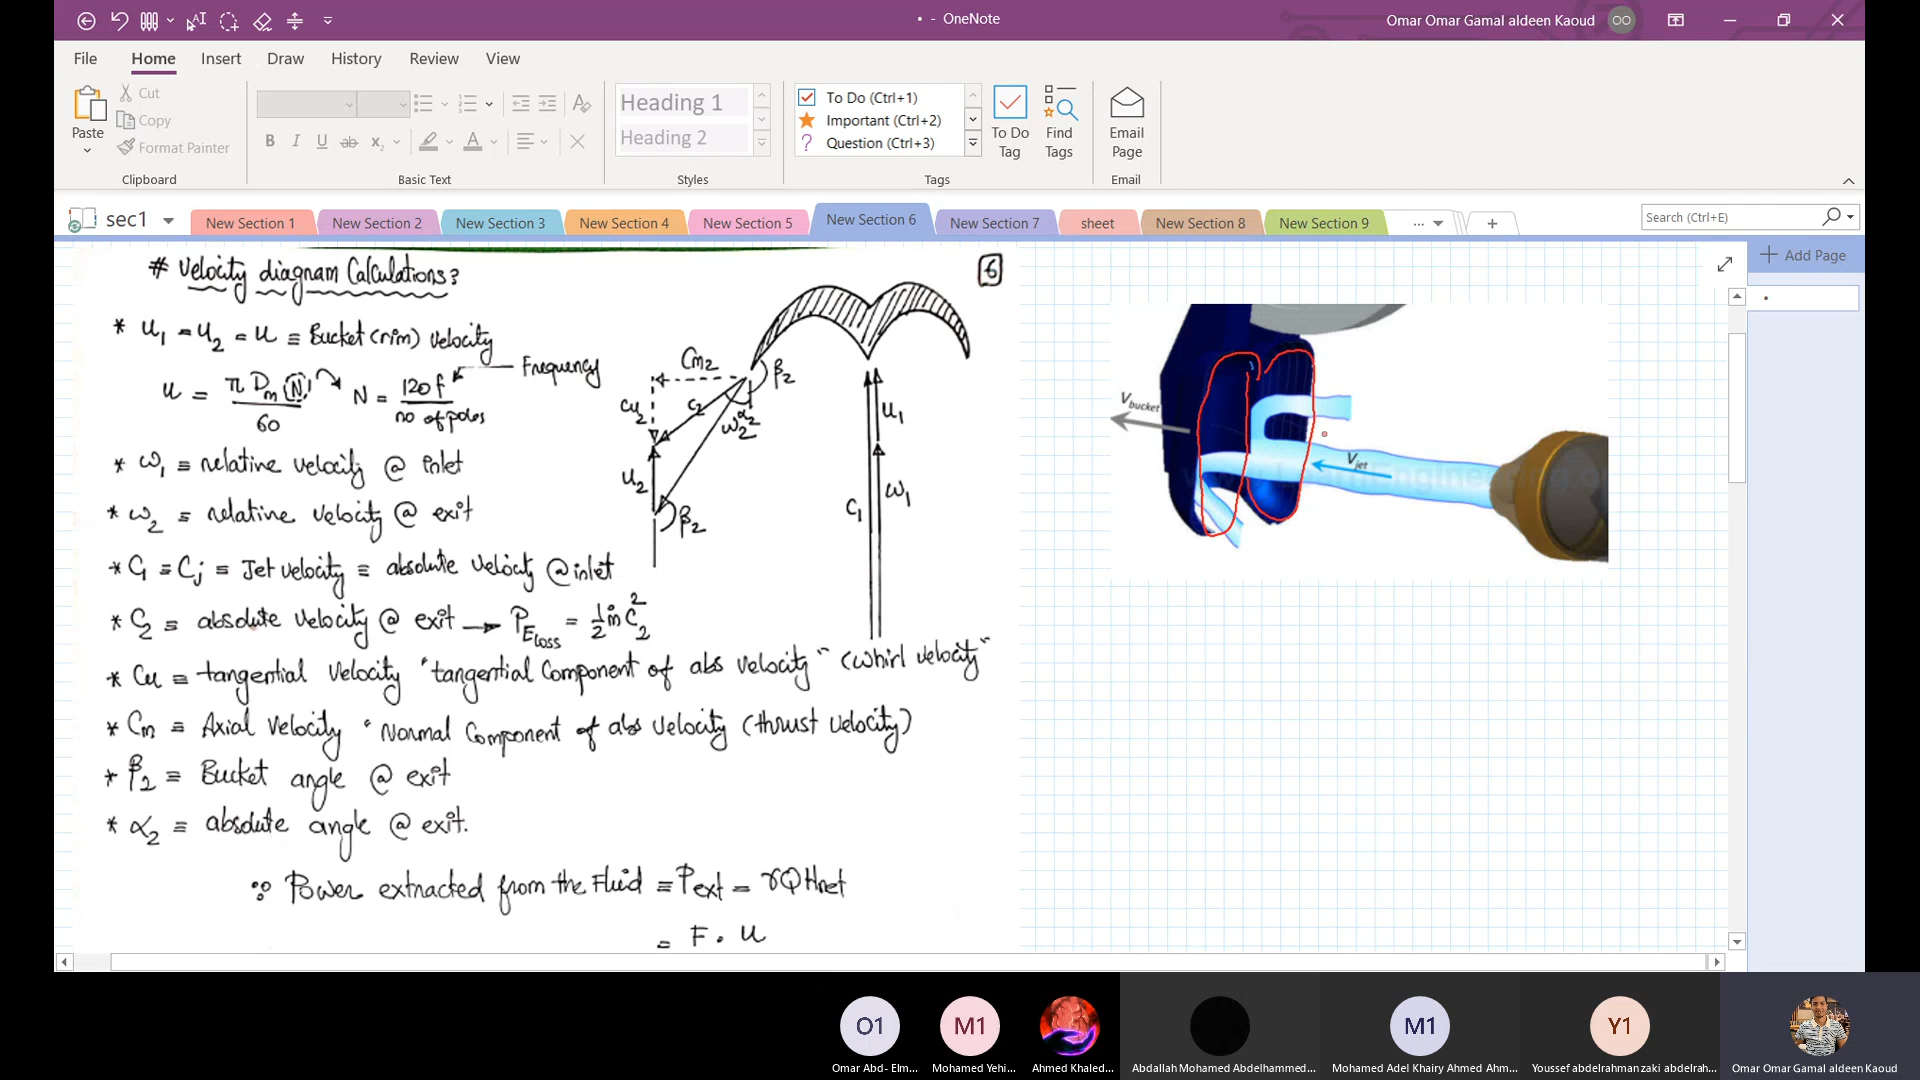 • - OneNote
Omar Omar Gamal aldeen Kaoud
OO
File Home Insert Draw History Review View
Paste
Cut
Copy
Format Painter
Clipboard
B I U ab x2 A
Basic Text
Heading 1
Heading 2
Styles
To Do (Ctrl+1)
Important (Ctrl+2)
Question (Ctrl+3)
To Do Tag
Find Tags
Tags
Email Page
Email
sec1
New Section 1 New Section 2 New Section 3 New Section 4 New Section 5 New Section 6 New Section 7 sheet New Section 8 New Section 9 ...
Search (Ctrl+E)
Add Page
# Velocity diagram Calculations:
6
* u1 = u2 = u ≡ Bucket (rim) velocity
u = π Dm (N) / 60
N = 120 f / no of poles
Frequency
* ω1 ≡ relative velocity @ inlet
* ω2 ≡ relative velocity @ exit
* C1 ≡ Cj ≡ Jet velocity ≡ absolute velocity @ inlet
* C2 ≡ absolute velocity @ exit → PELoss = 1/2 ṁ C2²
* Cu ≡ tangential velocity "tangential Component of abs velocity" (whirl velocity"
* Cm ≡ Axial velocity "Normal Component of abs velocity (thrust velocity)
* β2 ≡ Bucket angle @ exit
* α2 ≡ absolute angle @ exit.
∵ Power extracted from the Fluid ≡ Pext = γQHnet
= F . u
Cm2
β2
Cu2
C2
α2
ω2
u2
β2
u1
C1
ω1
Vbucket
Vjet
O1
Omar Abd- Elm...
M1
Mohamed Yehi...
Ahmed Khaled...
Abdallah Mohamed Abdelhammed...
M1
Mohamed Adel Khairy Ahmed Ahm...
Y1
Youssef abdelrahman zaki abdelrah...
Omar Omar Gamal aldeen Kaoud